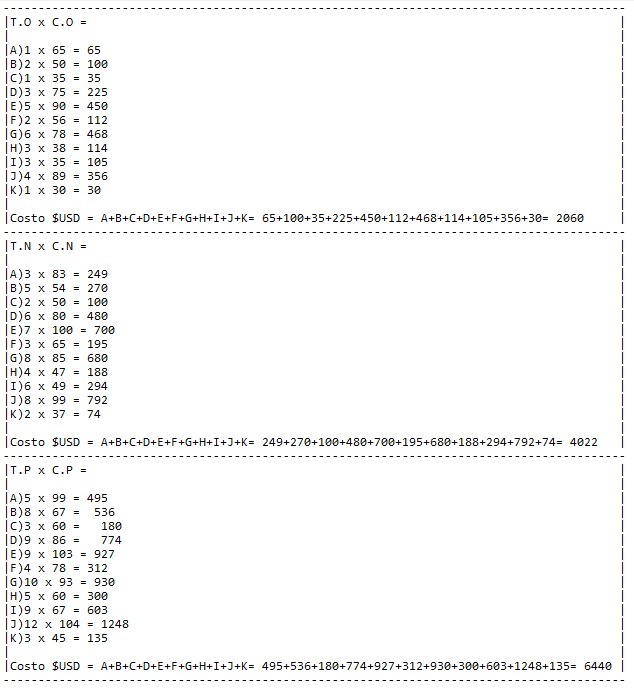 |T.O x C.O =
|A)1 x 65 = 65
|B)2 x 50 = 100
|C)1 x 35 = 35
|D)3 x 75 = 225
|E)5 x 90 = 450
|F)2 x 56 = 112
|G)6 x 78 = 468
|H)3 x 38 = 114
|I)3 x 35 = 105
|J)4 x 89 = 356
|K)1 x 30 = 30
|Costo $USD = A+B+C+D+E+F+G+H+I+J+K= 65+100+35+225+450+112+468+114+105+356+30= 2060 |
|T.N x C.N =
|A)3 x 83 = 249
|B)5 x 54 = 270
|C)2 x 50 = 100
|D)6 x 80 = 480
|E)7 x 100 = 700
|F)3 x 65 = 195
|G)8 x 85 = 680
|H)4 x 47 = 188
|I)6 x 49 = 294
|J)8 x 99 = 792
|K)2 x 37 = 74
|Costo $USD = A+B+C+D+E+F+G+H+I+J+K= 249+270+100+480+700+195+680+188+294+792+74= 4022 |
|T.P x C.P =
|A)5 x 99 = 495
|B)8 x 67 = 536
|C)3 x 60 = 180
|D)9 x 86 = 774
|E)9 x 103 = 927
|F)4 x 78 = 312
|G)10 x 93 = 930
|H)5 x 60 = 300
|I)9 x 67 = 603
|J)12 x 104 = 1248
|K)3 x 45 = 135
|Costo $USD = A+B+C+D+E+F+G+H+I+J+K= 495+536+180+774+927+312+930+300+603+1248+135= 6440 |